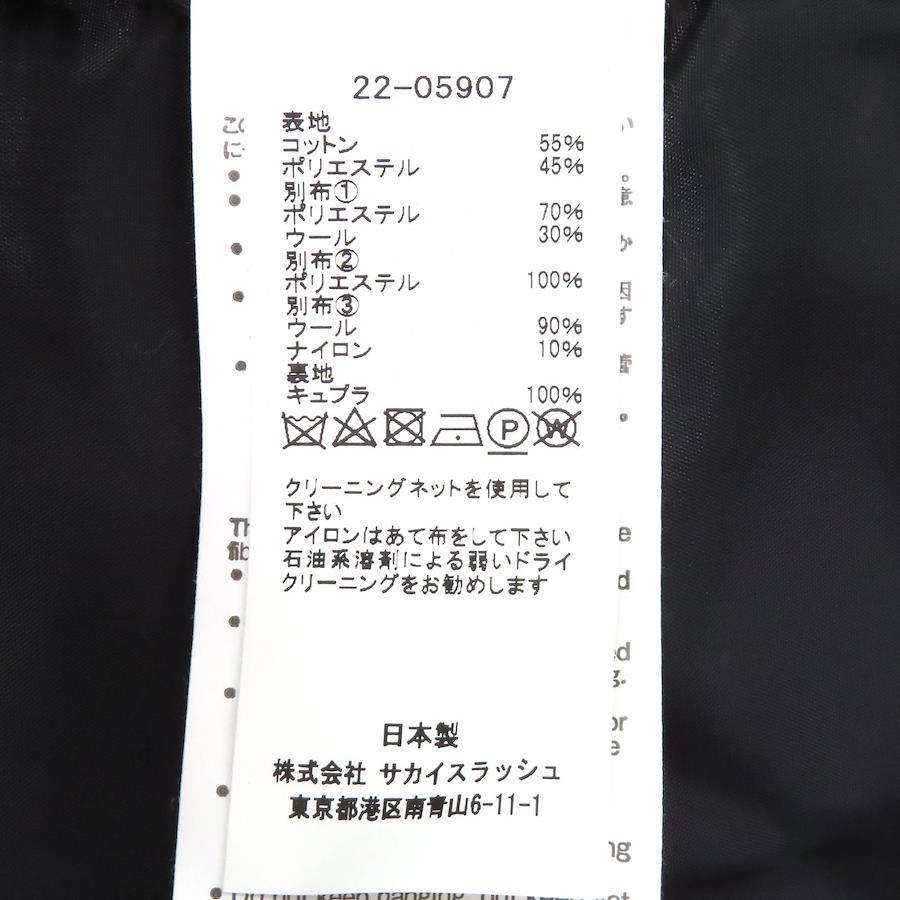 22-05907
表地
コットン 55%
ポリエステル 45%
別布①
ポリエステル 70%
ウール 30%
別布②
ポリエステル 100%
別布③
ウール 90%
ナイロン 10%
裏地
キュプラ 100%
P W
クリーニングネットを使用して
下さい
アイロンはあて布をして下さい
石油系溶剤による弱いドライ
クリーニングをお勧めします
日本製
株式会社 サカイスラッシュ
東京都港区南青山6-11-1